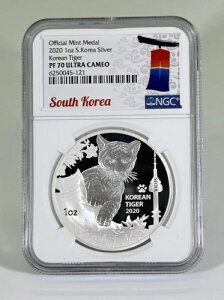 Official Mint Medal
2020 1oz S.Korea Silver
Korean Tiger
PF 70 ULTRA CAMEO
6250045-121
South Korea
NGC
1oz
KOREAN
TIGER
2020